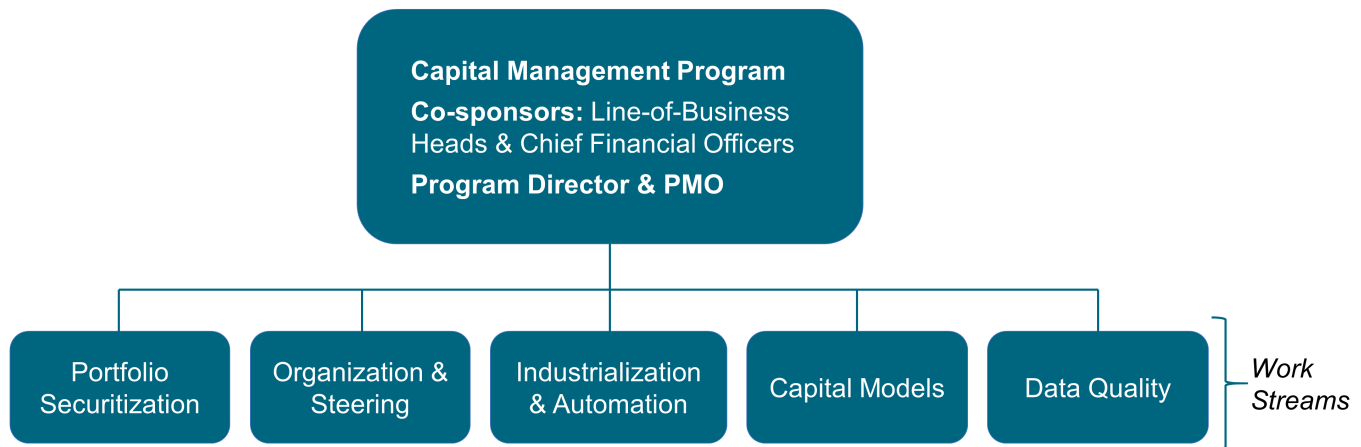 Capital Management Program
Co-sponsors: Line-of-Business
Heads & Chief Financial Officers
Program Director & PMO
Portfolio
Securitization
Organization &
Steering
Industrialization
& Automation
Capital Models
Data Quality
Work
Streams